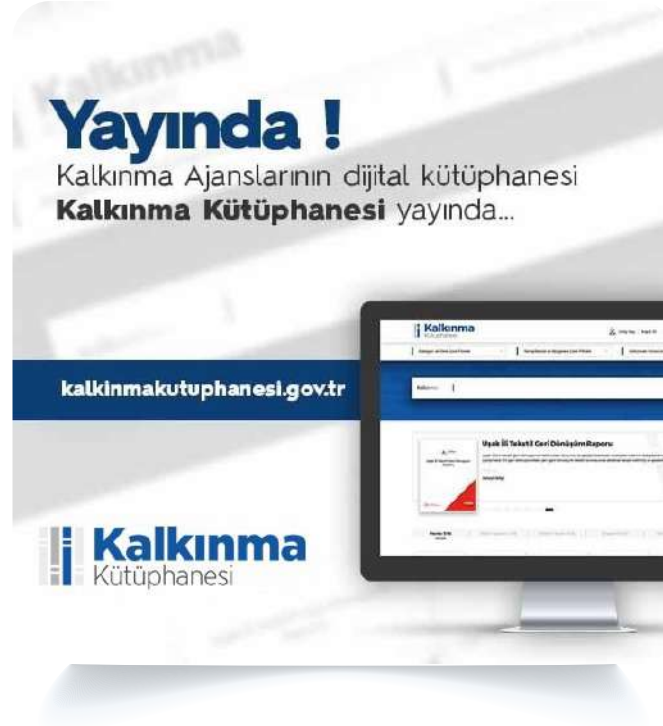 Kalkınma
Yayında !
Kalkınma Ajanslarının dijital kütüphanesi
Kalkınma Kütüphanesi yayında...
Kalkınma
Kütüphanesi
kalkinmakutuphanesi.gov.tr
Uşak İli Tekstil Geri Dönüşüm Raporu
Kalkınma
Kütüphanesi